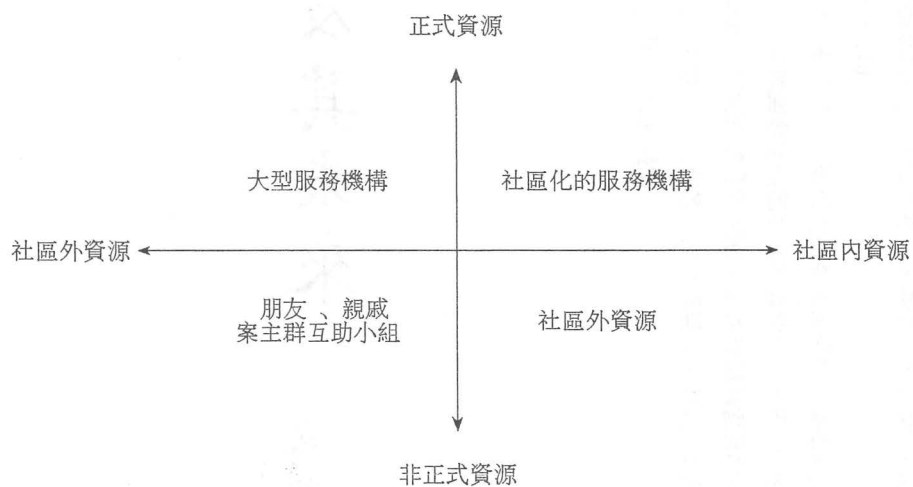 正式資源
大型服務機構
社區化的服務機構
社區外資源
社區內資源
朋友、親戚
案主群互助小組
社區外資源
非正式資源